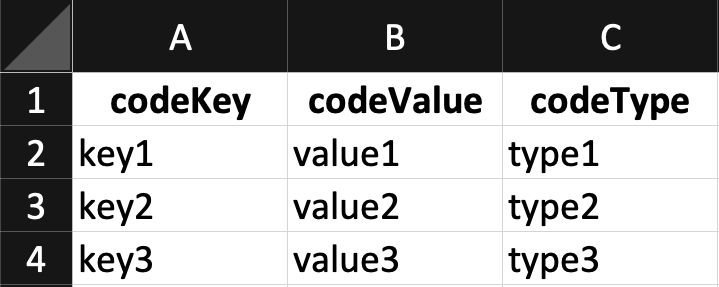 A B C
1 codeKey codeValue codeType
2 key1 value1 type1
3 key2 value2 type2
4 key3 value3 type3